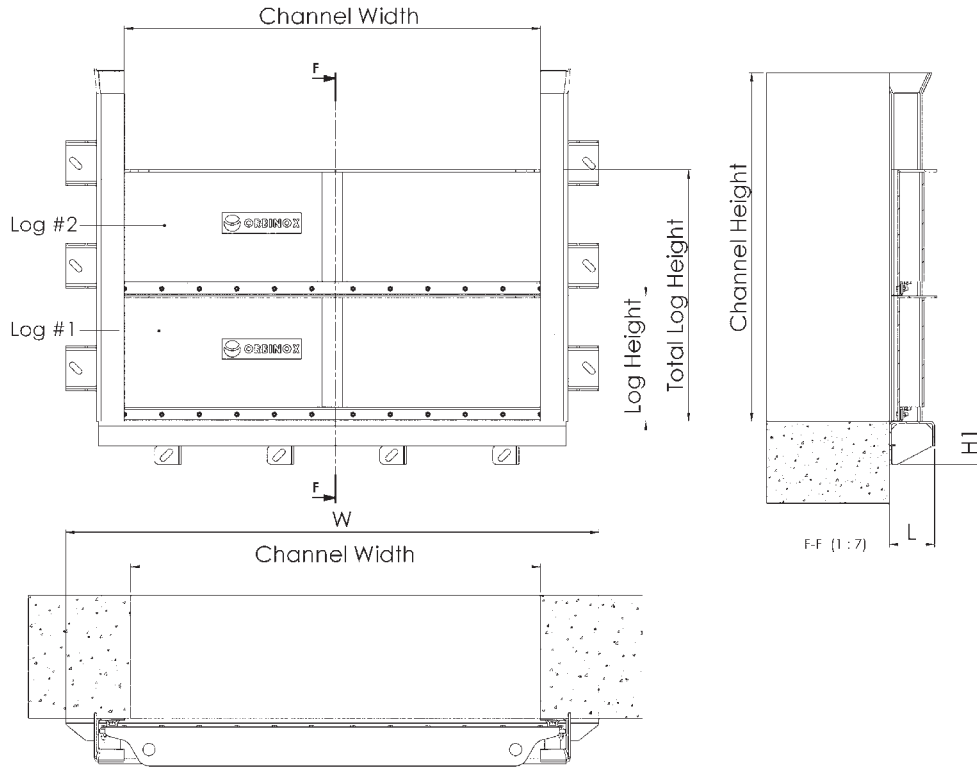 Channel Width
F
Log #2
ORBINOX
Log #1
ORBINOX
Log Height
Total Log Height
Channel Height
H1
F
F-F (1 : 7)
L
W
Channel Width